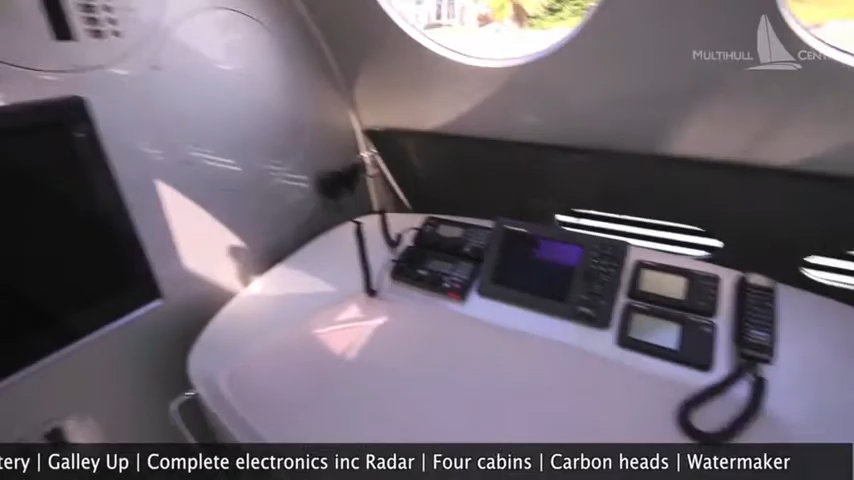 MULTIHULL CENT
tery | Galley Up | Complete electronics inc Radar | Four cabins | Carbon heads | Watermaker